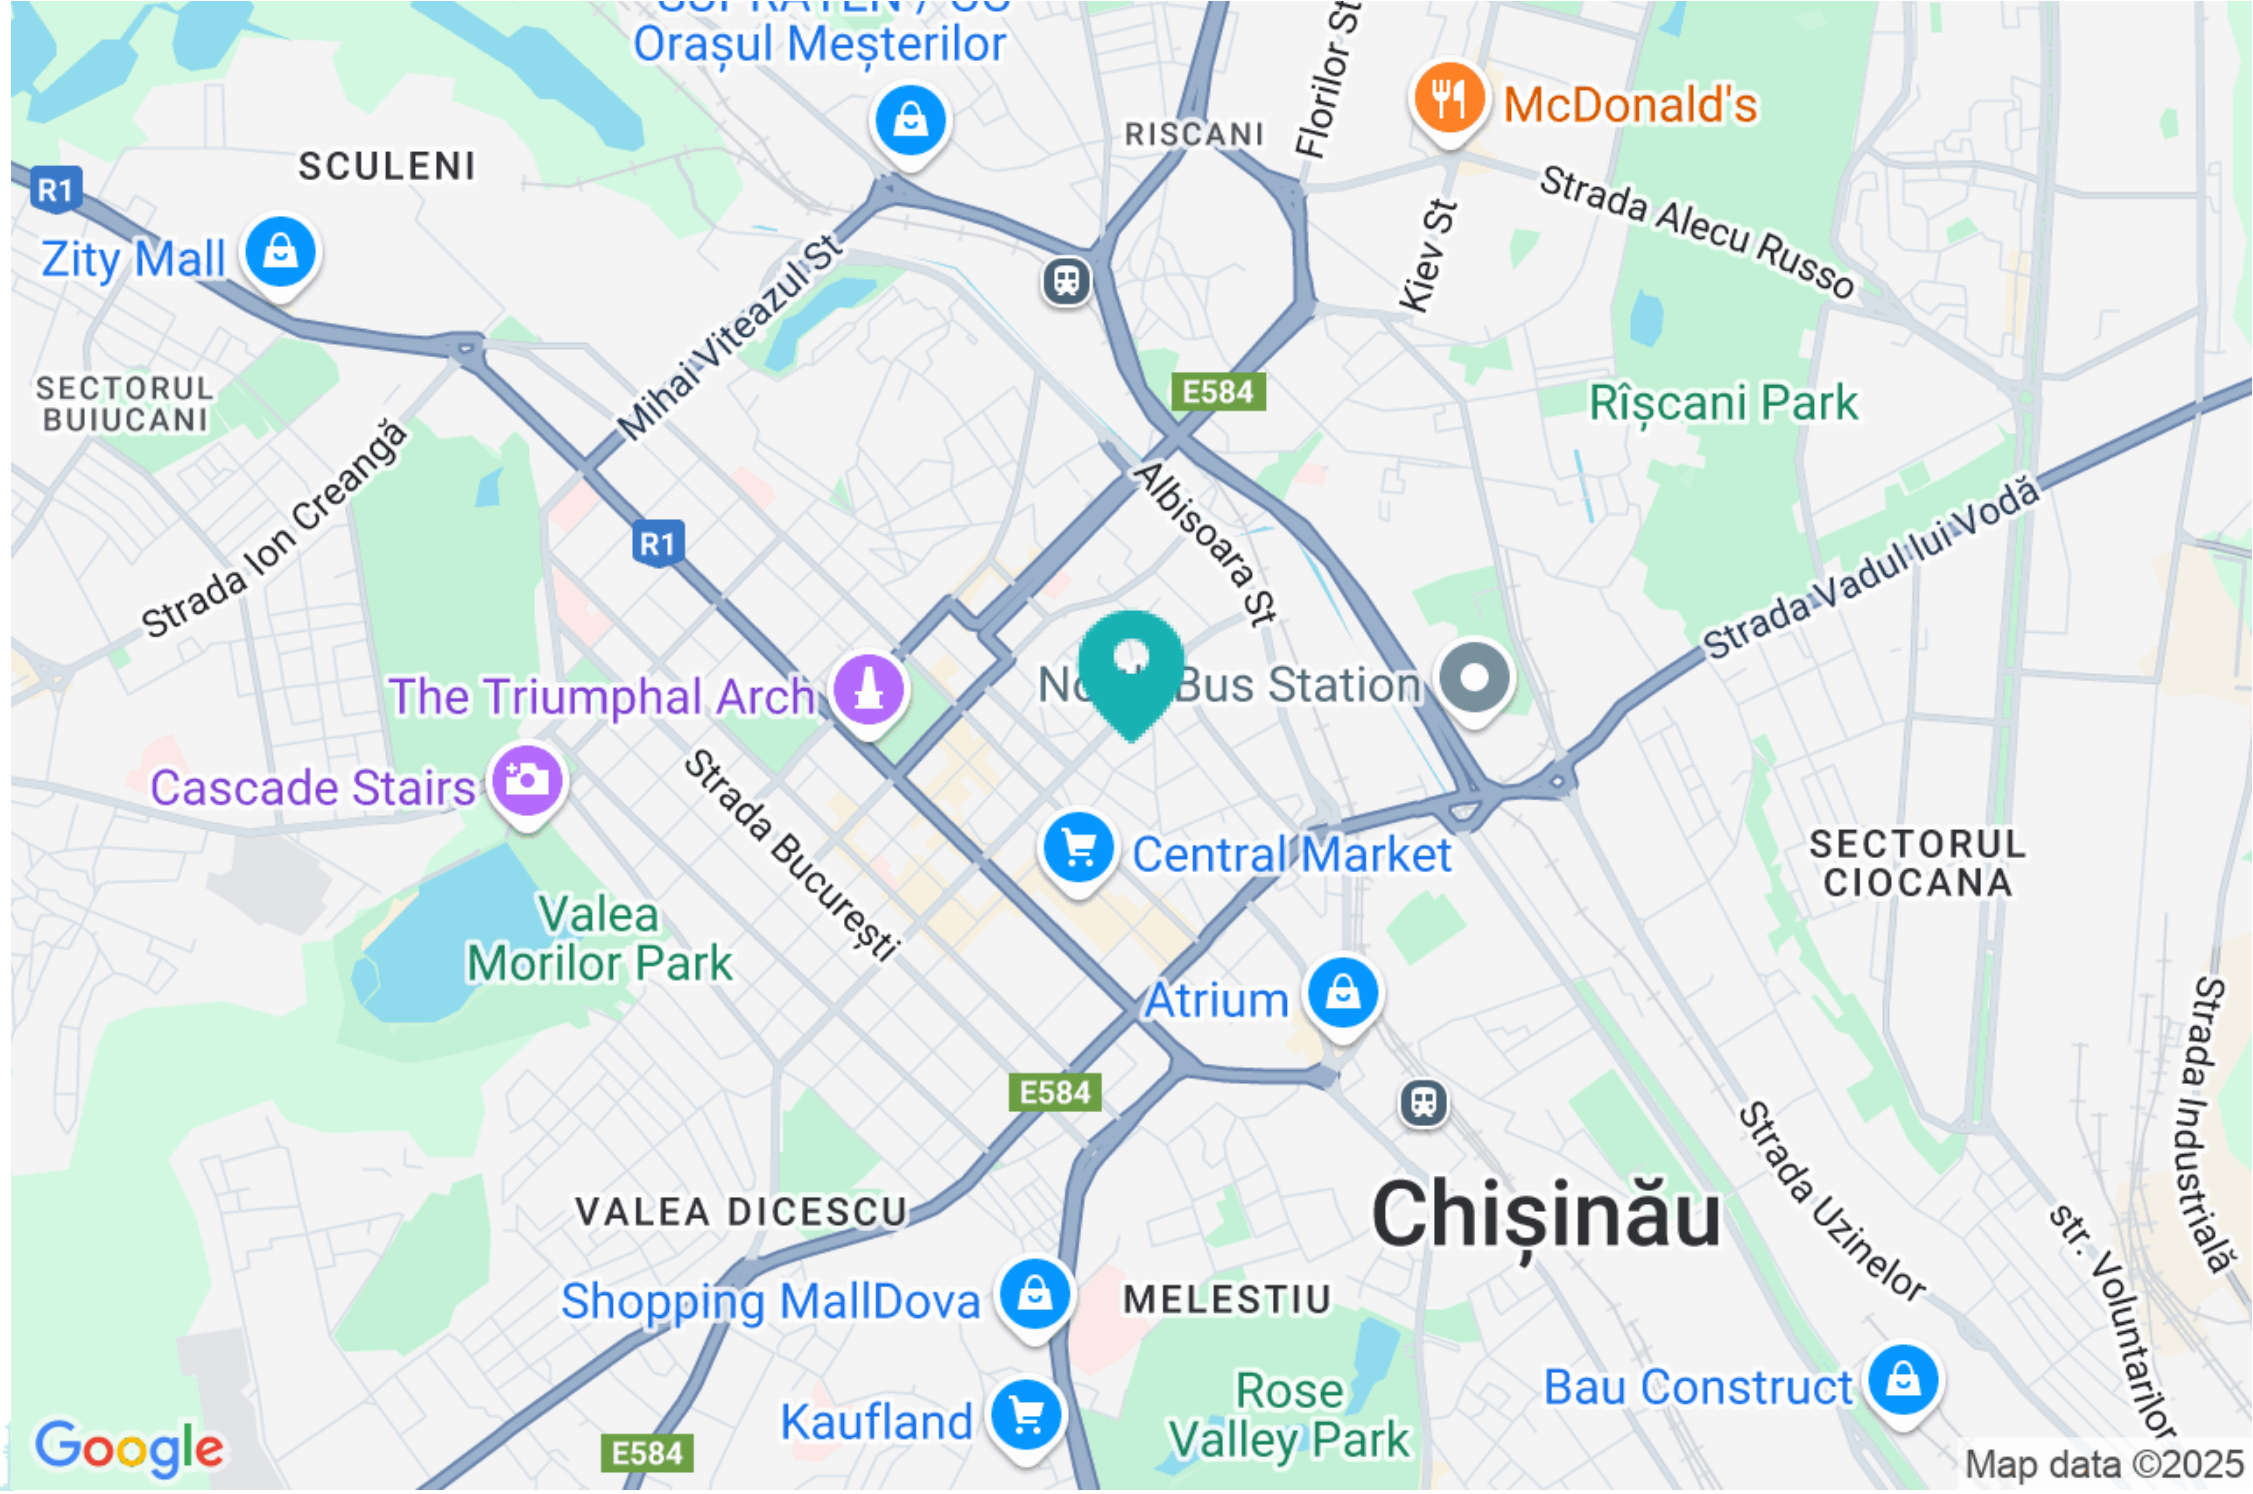 Orașul Meșterilor
RISCANI
Florilor St
McDonald's
SCULENI
R1
Zity Mall
Strada Alecu Russo
Kiev St
Mihai Viteazul St
SECTORUL
BUIUCANI
E584
Rîșcani Park
Strada Ion Creangă
R1
Albisoara St
Strada Vadul lui Vodă
The Triumphal Arch
Bus Station
Cascade Stairs
Strada București
Central Market
SECTORUL
CIOCANA
Valea
Morilor Park
Atrium
Strada Industrială
E584
Strada Uzinelor
VALEA DICESCU
Chișinău
str. Voluntarilor
Shopping MallDova
MELESTIU
Bau Construct
Rose
Valley Park
Kaufland
E584
Google
Map data ©2025